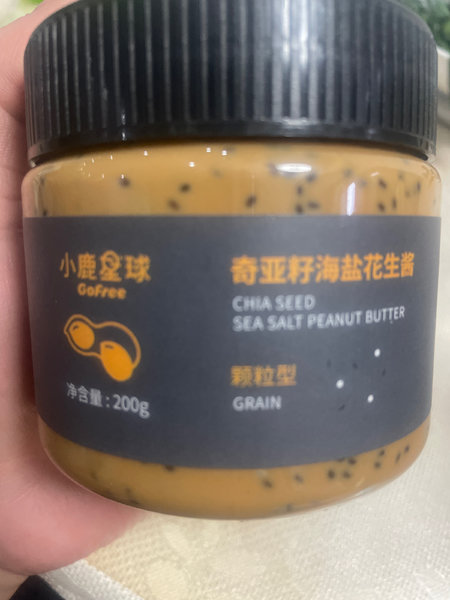 小鹿星球
GoFree
净含量:200g
奇亚籽海盐花生酱
CHIA SEED
SEA SALT PEANUT BUTTER
颗粒型
GRAIN